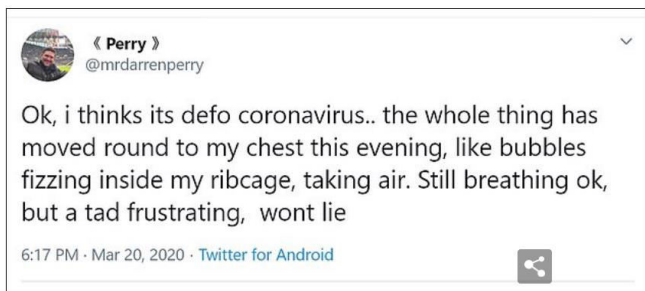 《 Perry 》
@mrdarrenperry
Ok, i thinks its defo coronavirus.. the whole thing has
moved round to my chest this evening, like bubbles
fizzing inside my ribcage, taking air. Still breathing ok,
but a tad frustrating,  wont lie
6:17 PM · Mar 20, 2020 · Twitter for Android